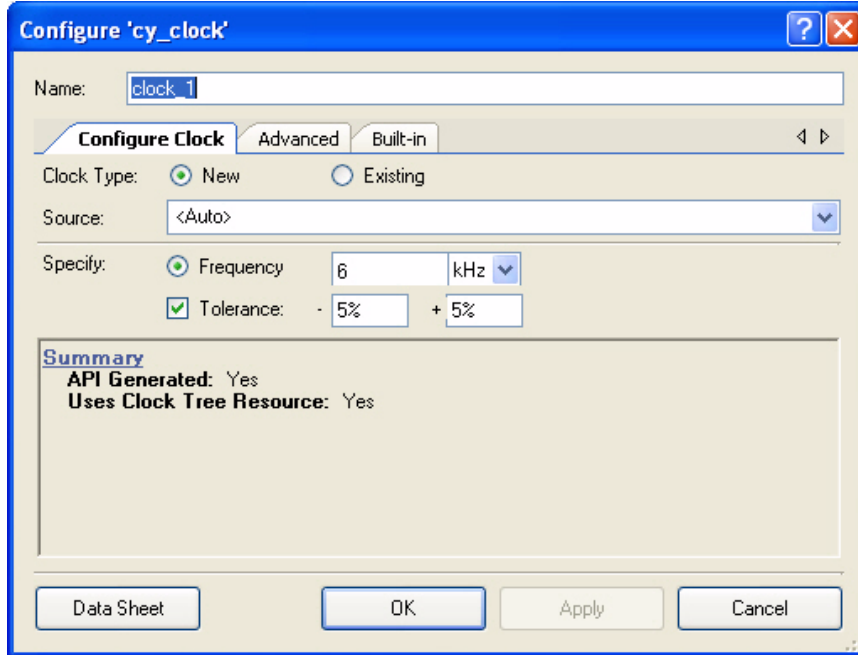 Configure 'cy_clock'
Name: clock_1
Configure Clock Advanced Built-in
Clock Type: New Existing
Source: <Auto>
Specify: Frequency 6 kHz
Tolerance: - 5% + 5%
Summary
API Generated: Yes
Uses Clock Tree Resource: Yes
Data Sheet OK Apply Cancel